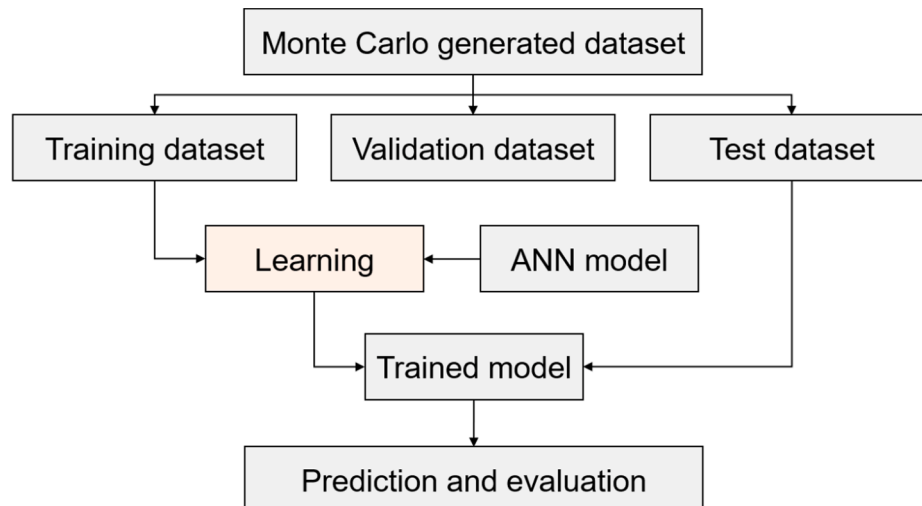 Monte Carlo generated dataset
Training dataset
Validation dataset
Test dataset
Learning
ANN model
Trained model
Prediction and evaluation